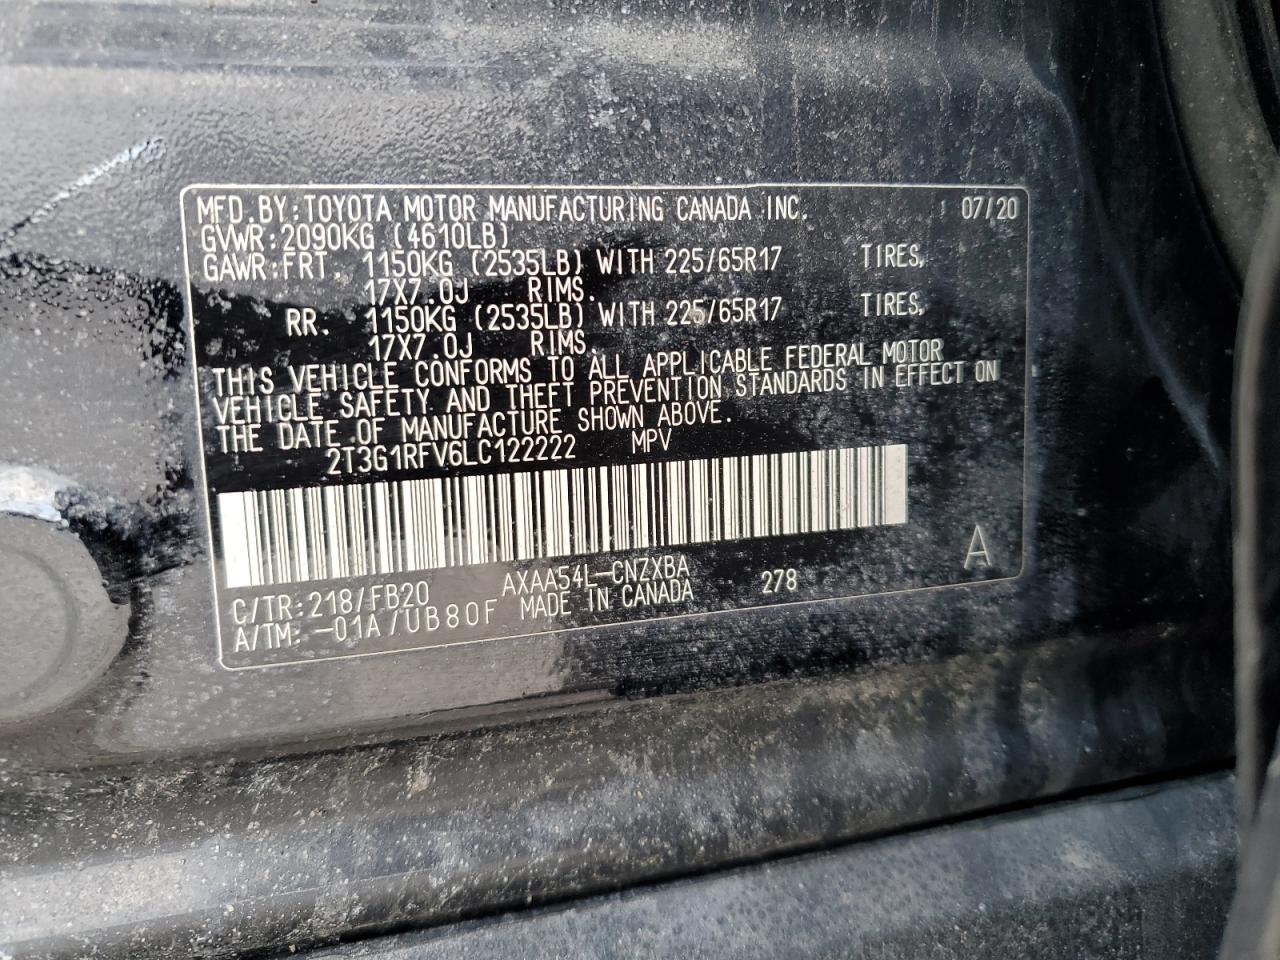 MFD.BY:TOYOTA MOTOR MANUFACTURING CANADA INC. 07/20
GVWR:2090KG (4610LB)
GAWR:FRT. 1150KG (2535LB) WITH 225/65R17 TIRES,
17X7.0J RIMS.
RR. 1150KG (2535LB) WITH 225/65R17 TIRES,
17X7.0J RIMS.
THIS VEHICLE CONFORMS TO ALL APPLICABLE FEDERAL MOTOR
VEHICLE SAFETY AND THEFT PREVENTION STANDARDS IN EFFECT ON
THE DATE OF MANUFACTURE SHOWN ABOVE.
2T3G1RFV6LC122222 MPV
C/TR:218/FB20 AXAA54L-CNZXBA 278 A
A/TM:-01A/UB80F MADE IN CANADA